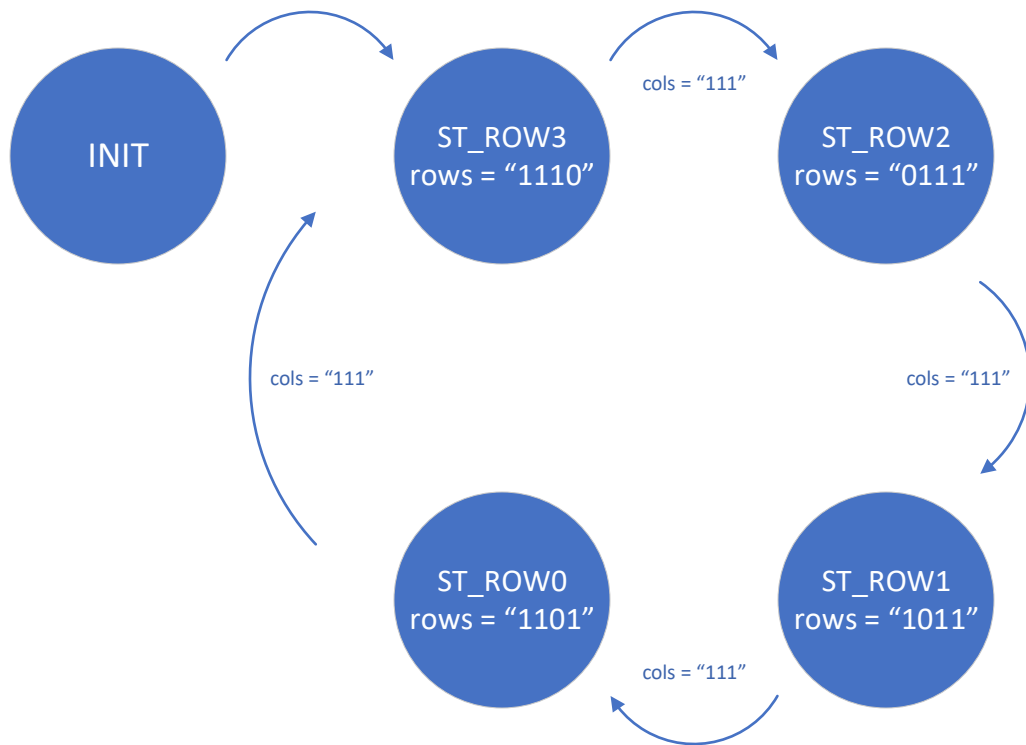 INIT
ST_ROW3
rows = “1110”
cols = “111”
ST_ROW2
rows = “0111”
cols = “111”
cols = “111”
ST_ROW0
rows = “1101”
ST_ROW1
rows = “1011”
cols = “111”